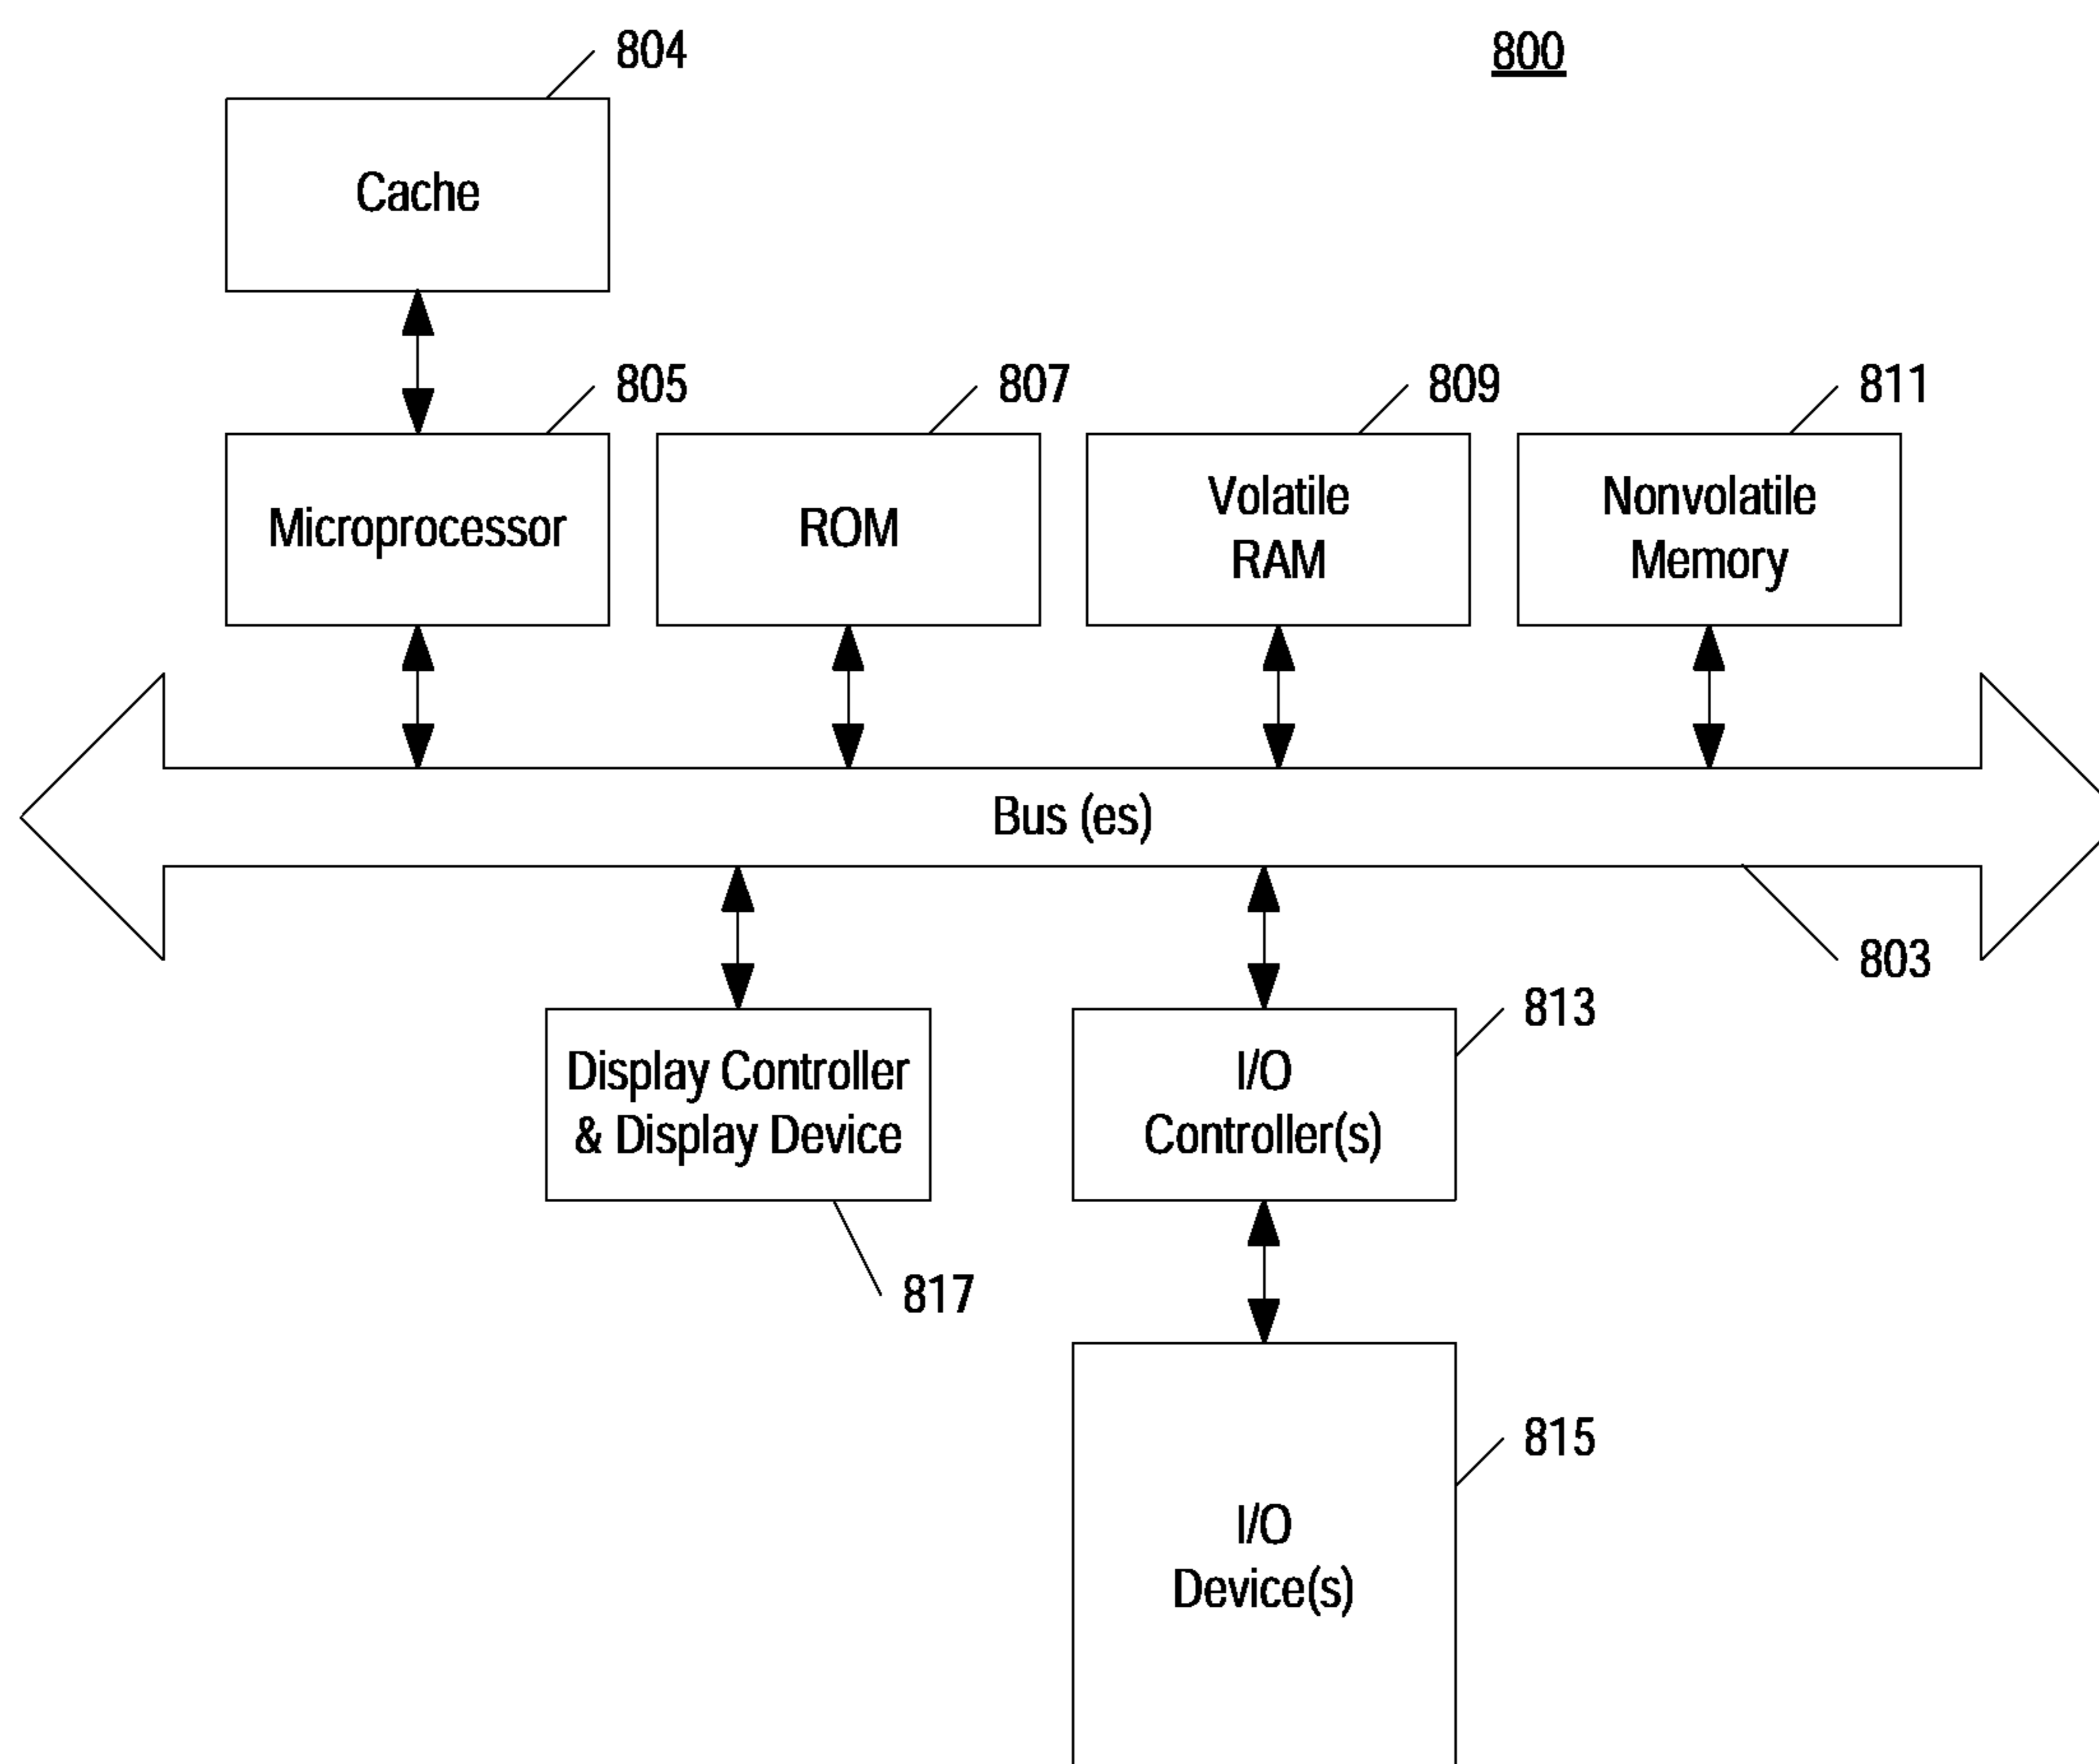 804
800
Cache
805
807
809
811
Microprocessor
ROM
Volatile
RAM
Nonvolatile
Memory
Bus (es)
803
813
Display Controller
& Display Device
I/O
Controller(s)
817
815
I/O
Device(s)